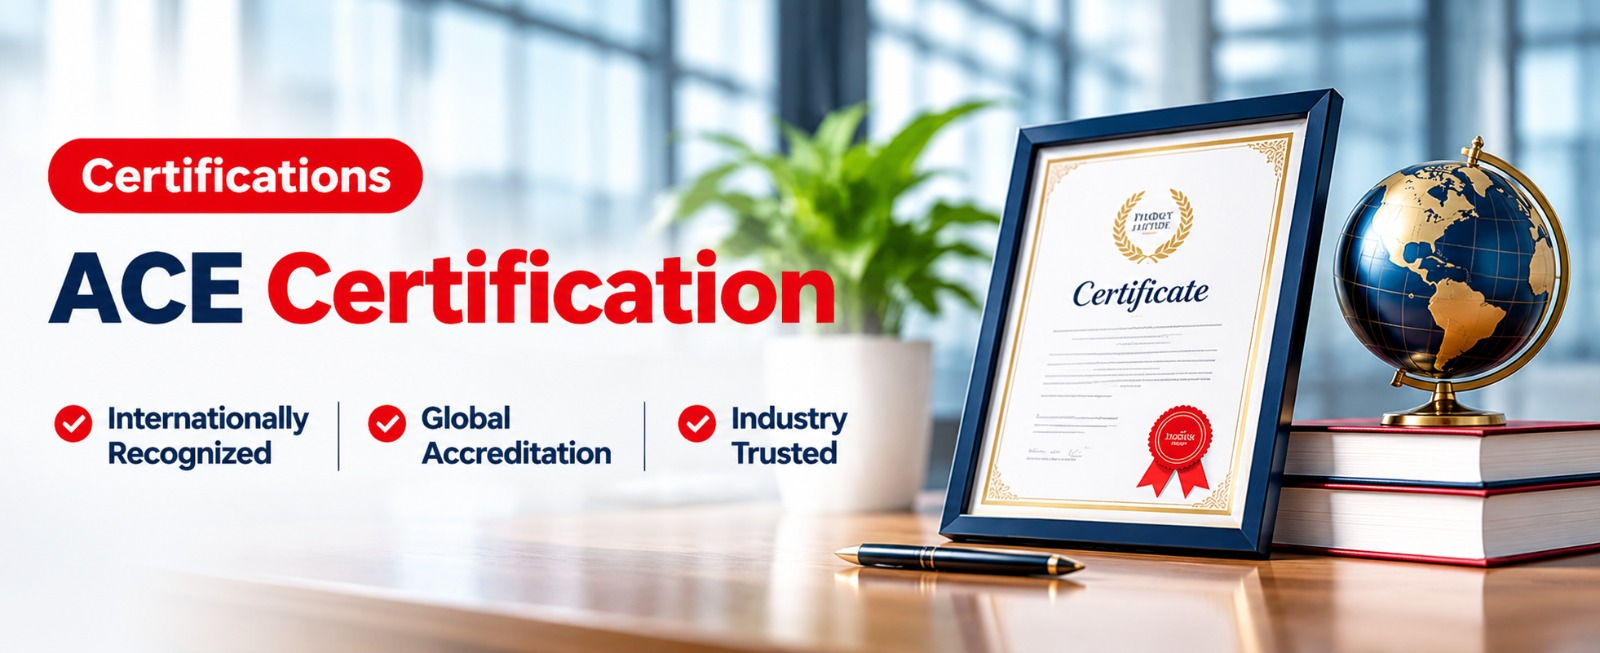 Certifications
ACE Certification
Internationally
Recognized
Global
Accreditation
Industry
Trusted
Certificate